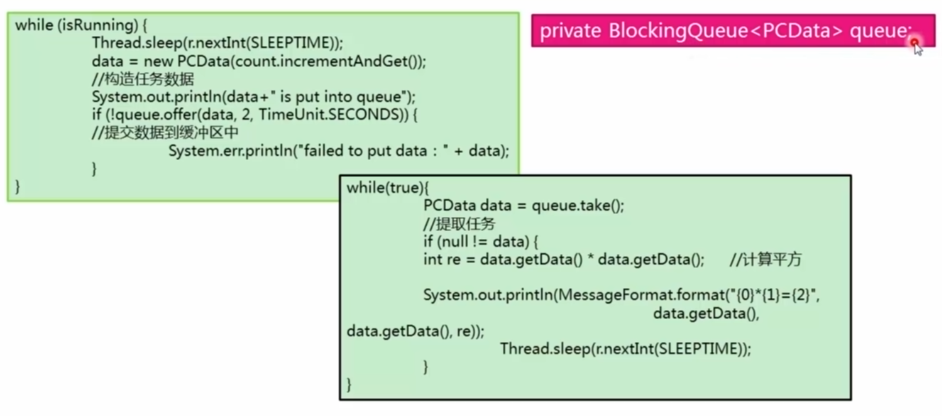 while (isRunning) {
Thread.sleep(r.nextInt(SLEEPTIME));
data = new PCData(count.incrementAndGet());
//构造任务数据
System.out.println(data+" is put into queue");
if (!queue.offer(data, 2, TimeUnit.SECONDS)) {
//提交数据到缓冲区中
System.err.println("failed to put data：" + data);
}
}
private BlockingQueue<PCData> queue;
while(true){
PCData data = queue.take();
//提取任务
if (null != data) {
int re = data.getData() * data.getData(); //计算平方
System.out.println(MessageFormat.format("{0}*{1}={2}",
data.getData(),
data.getData(), re));
Thread.sleep(r.nextInt(SLEEPTIME));
}
}